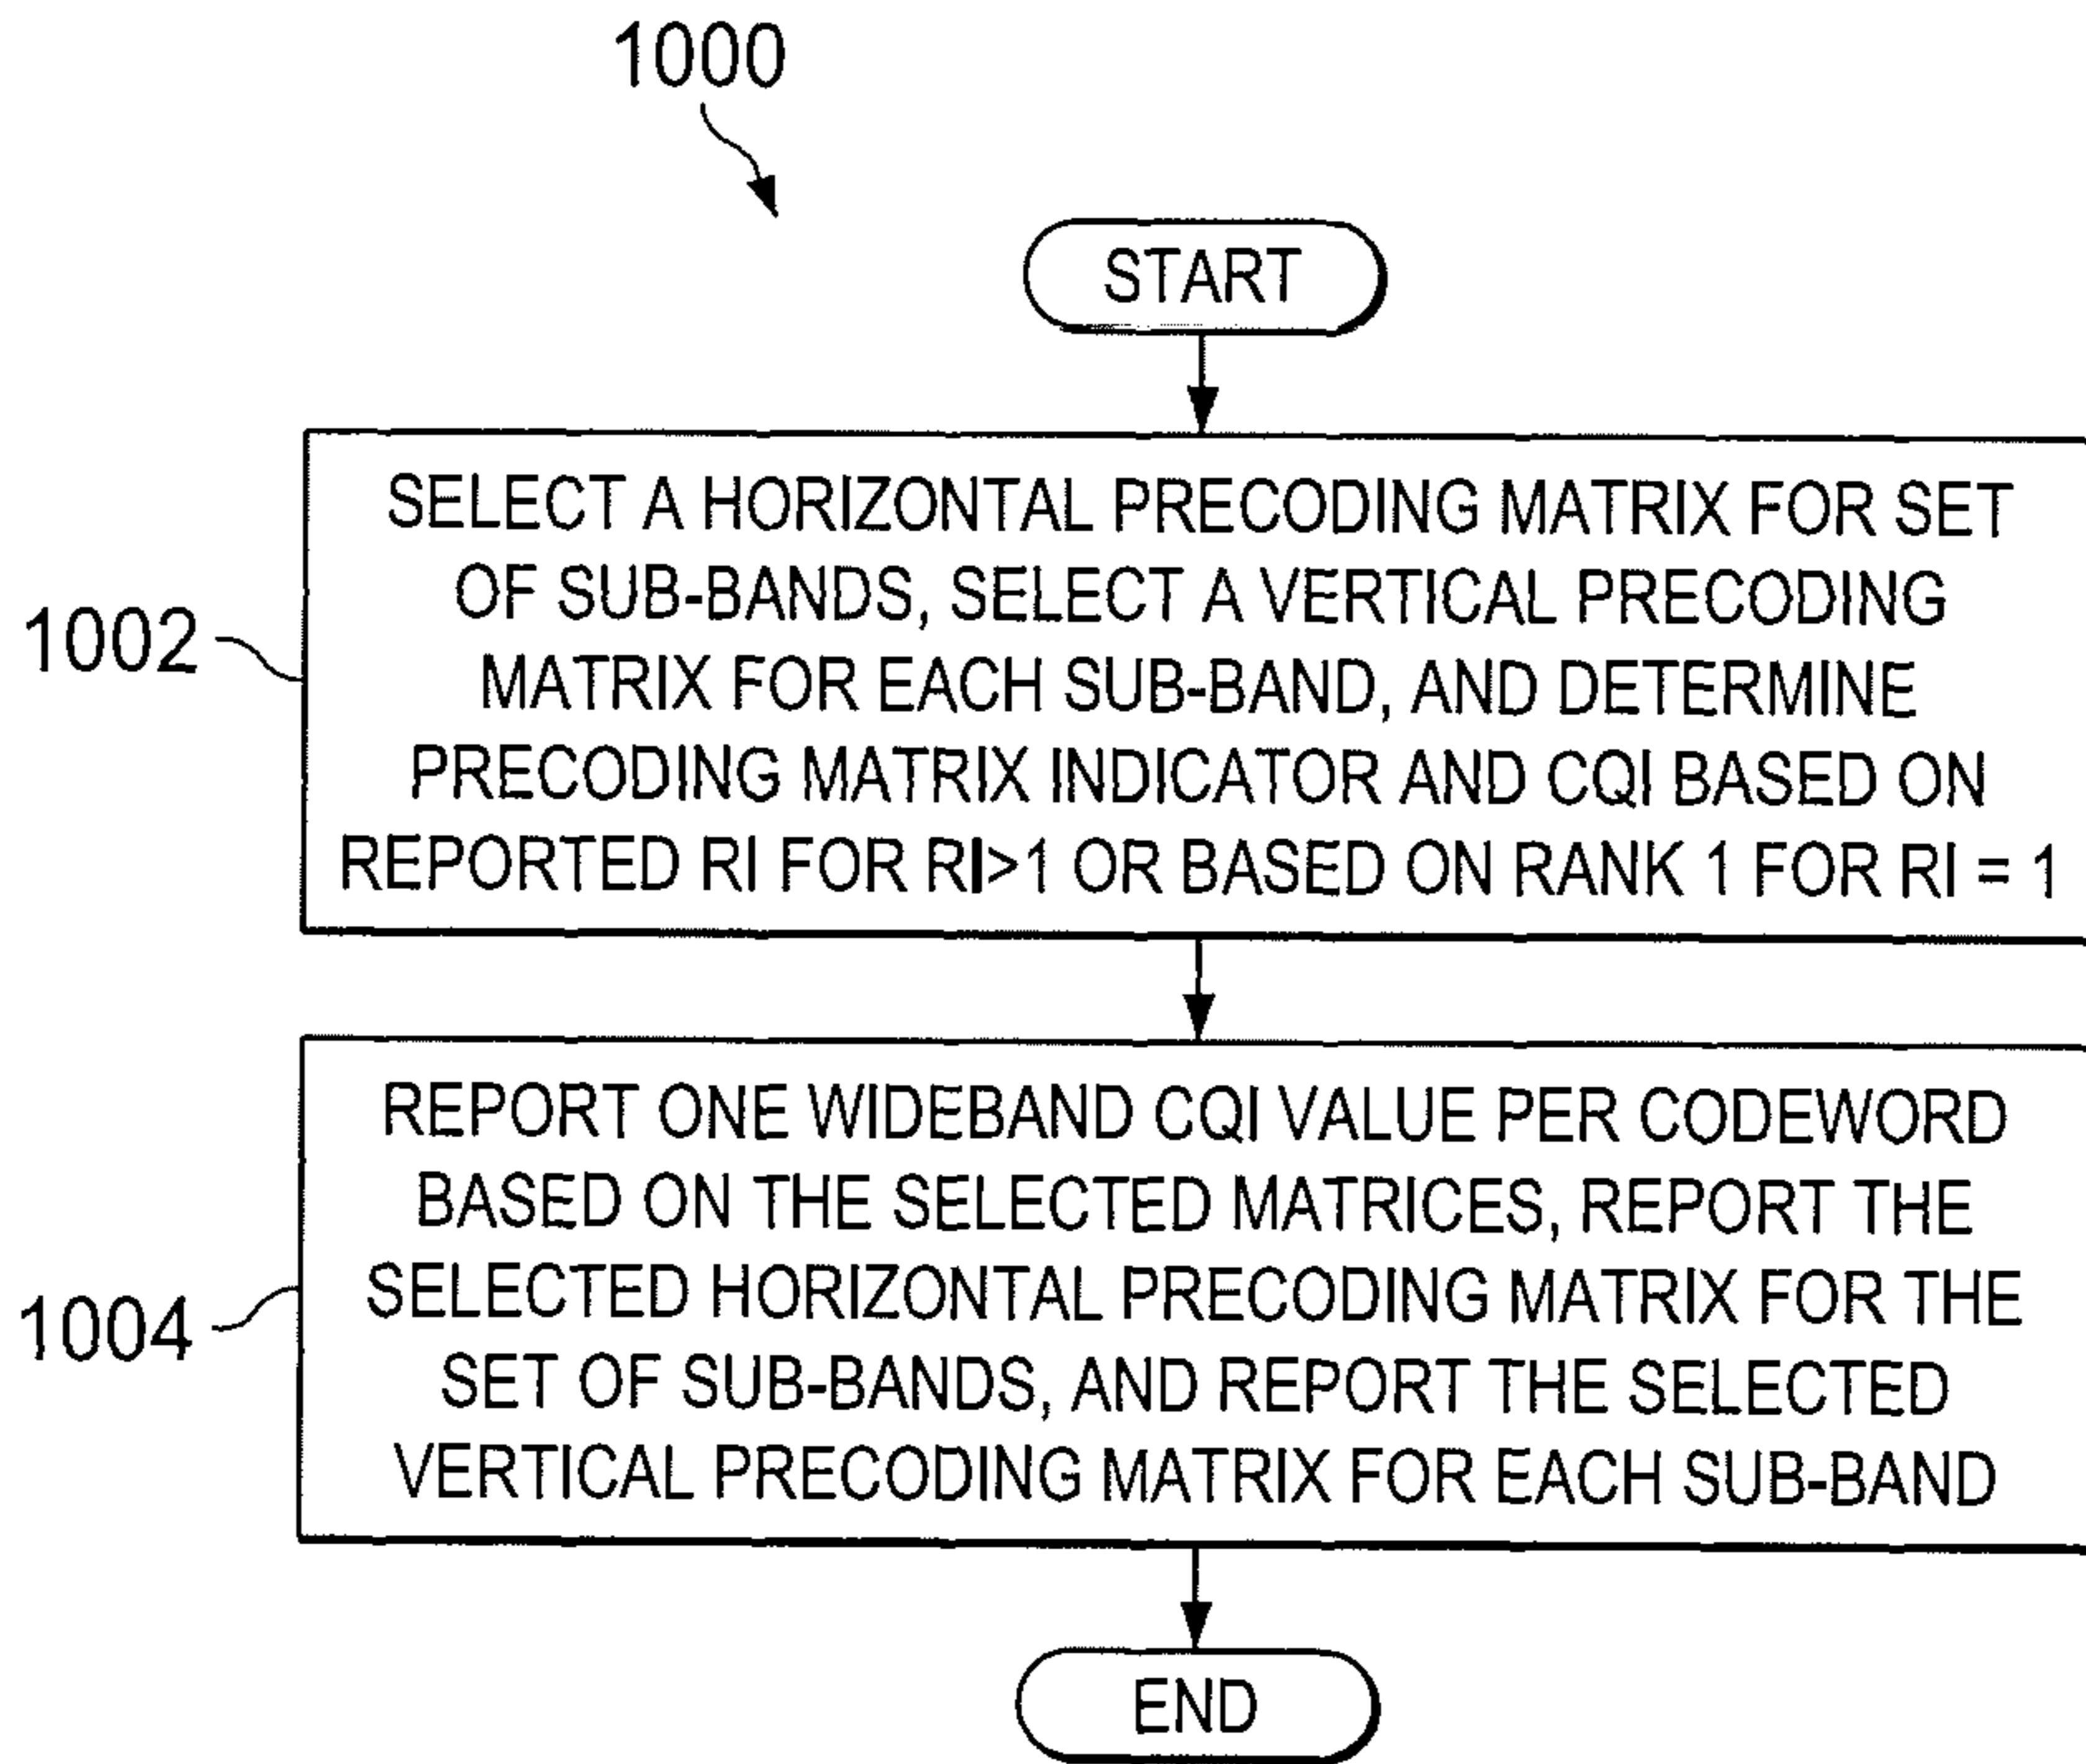 1000
START
1002
SELECT A HORIZONTAL PRECODING MATRIX FOR SET
OF SUB-BANDS, SELECT A VERTICAL PRECODING
MATRIX FOR EACH SUB-BAND, AND DETERMINE
PRECODING MATRIX INDICATOR AND CQI BASED ON
REPORTED RI FOR RI>1 OR BASED ON RANK 1 FOR RI = 1
1004
REPORT ONE WIDEBAND CQI VALUE PER CODEWORD
BASED ON THE SELECTED MATRICES, REPORT THE
SELECTED HORIZONTAL PRECODING MATRIX FOR THE
SET OF SUB-BANDS, AND REPORT THE SELECTED
VERTICAL PRECODING MATRIX FOR EACH SUB-BAND
END